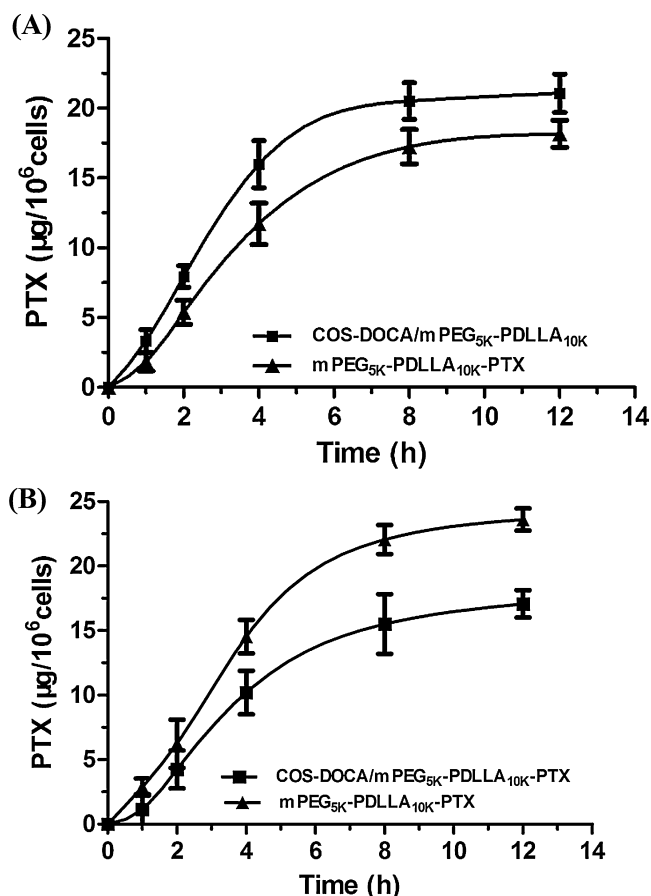 (A)
25
20
15
10
5
0
PTX (µg/10⁶cells)
COS-DOCA/mPEG₅ₖ-PDLLA₁₀ₖ
mPEG₅ₖ-PDLLA₁₀ₖ-PTX
0 2 4 6 8 10 12 14
Time (h)
(B)
25
20
15
10
5
0
PTX (µg/10⁶cells)
COS-DOCA/mPEG₅ₖ-PDLLA₁₀ₖ-PTX
mPEG₅ₖ-PDLLA₁₀ₖ-PTX
0 2 4 6 8 10 12 14
Time (h)